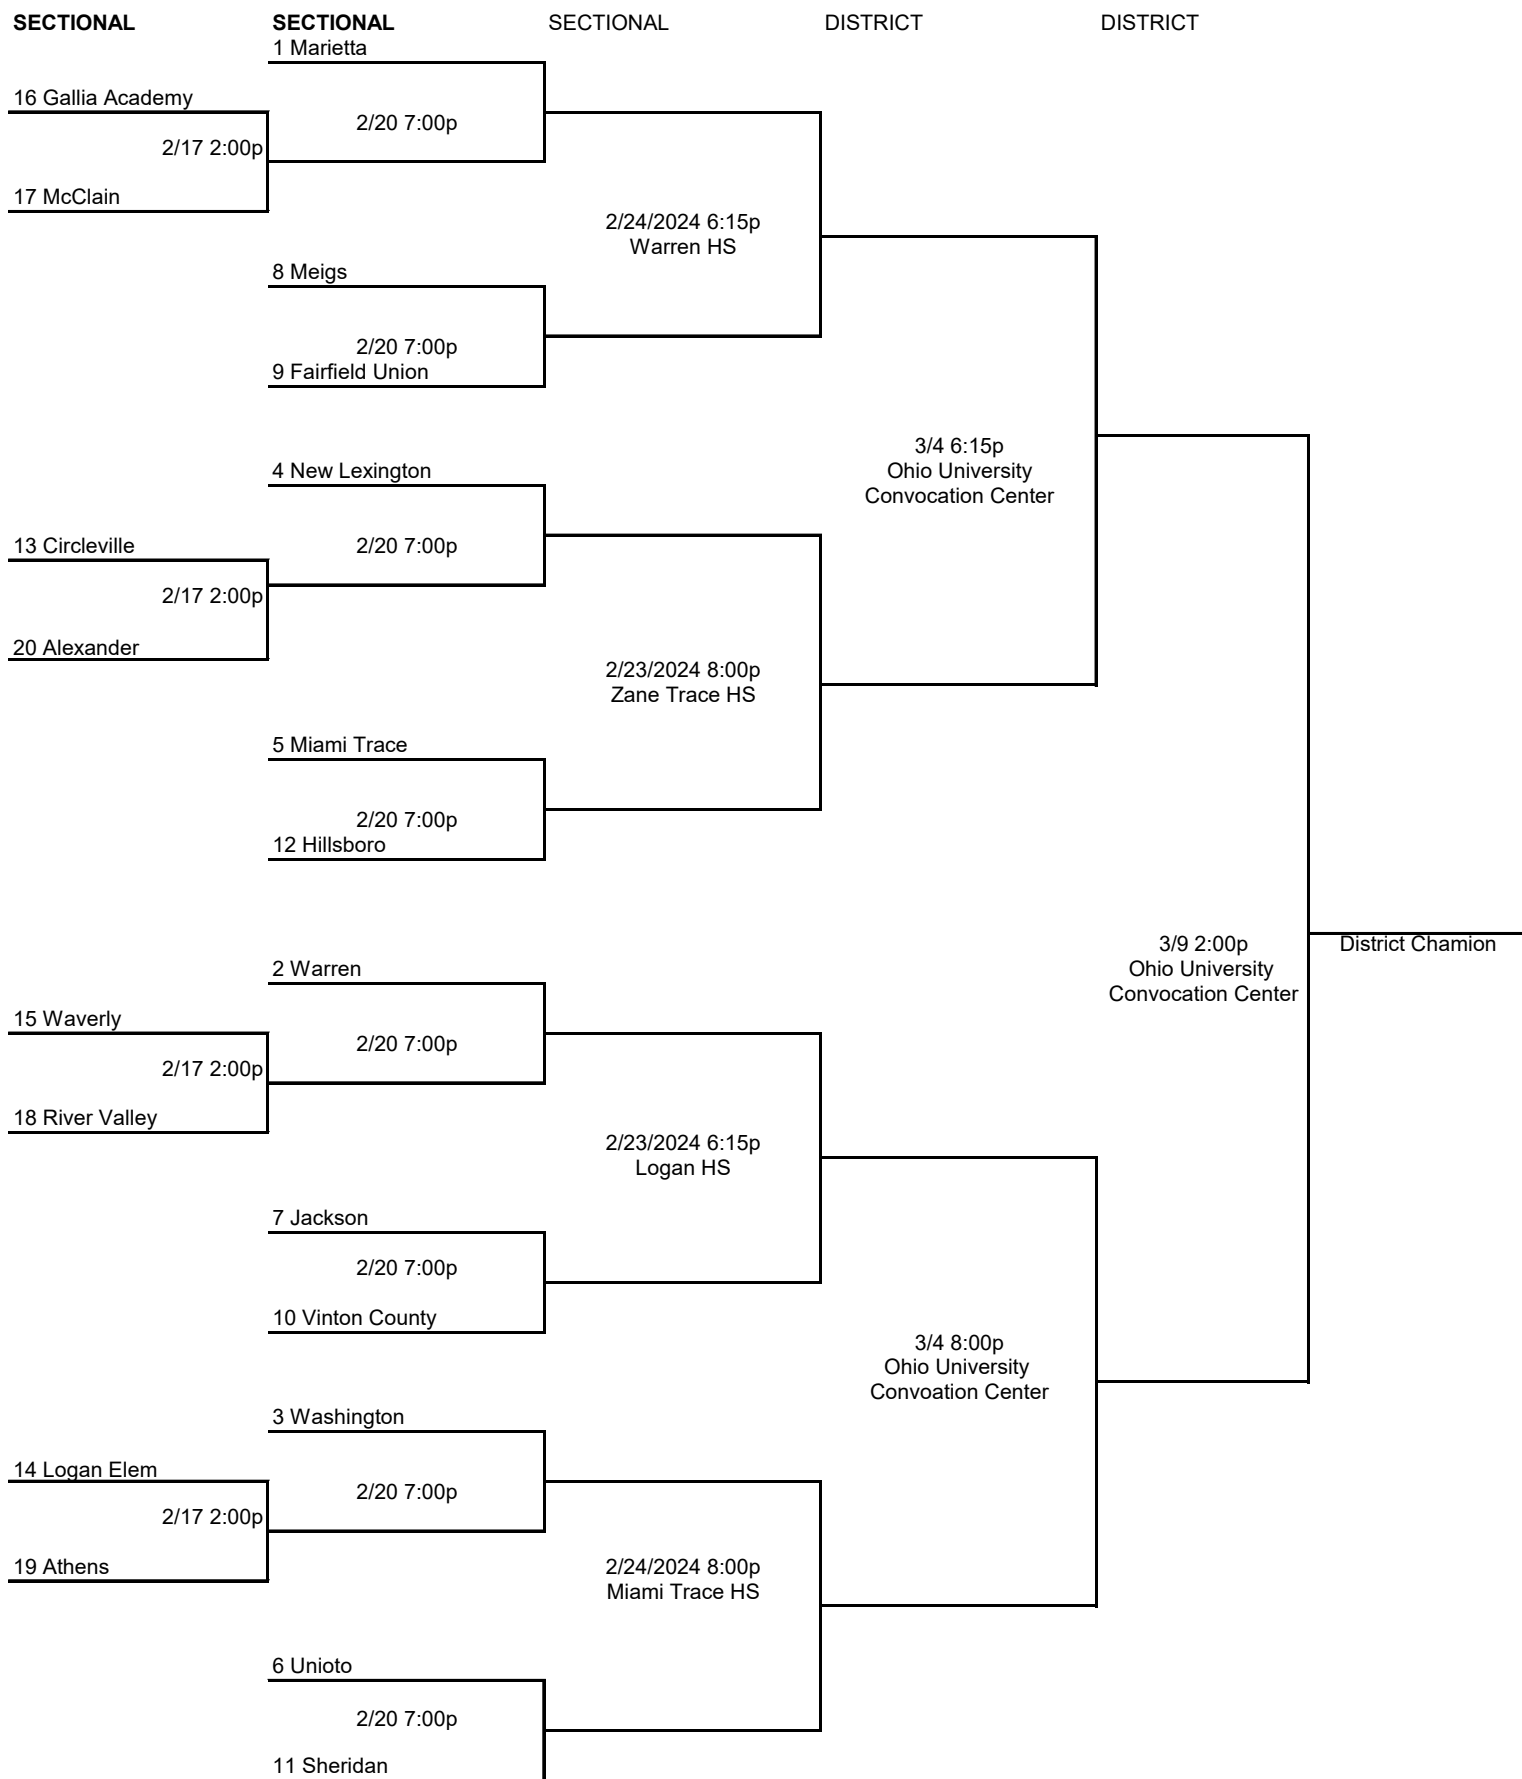 SECTIONAL
SECTIONAL
SECTIONAL
DISTRICT
DISTRICT
1 Marietta
16 Gallia Academy
2/20 7:00p
2/17 2:00p
17 McClain
2/24/2024 6:15p
Warren HS
8 Meigs
2/20 7:00p
9 Fairfield Union
3/4 6:15p
Ohio University
Convocation Center
4 New Lexington
13 Circleville
2/20 7:00p
2/17 2:00p
20 Alexander
2/23/2024 8:00p
Zane Trace HS
5 Miami Trace
2/20 7:00p
12 Hillsboro
3/9 2:00p
Ohio University
Convocation Center
District Chamion
2 Warren
15 Waverly
2/20 7:00p
2/17 2:00p
18 River Valley
2/23/2024 6:15p
Logan HS
7 Jackson
2/20 7:00p
10 Vinton County
3/4 8:00p
Ohio University
Convoation Center
3 Washington
14 Logan Elem
2/20 7:00p
2/17 2:00p
19 Athens
2/24/2024 8:00p
Miami Trace HS
6 Unioto
2/20 7:00p
11 Sheridan